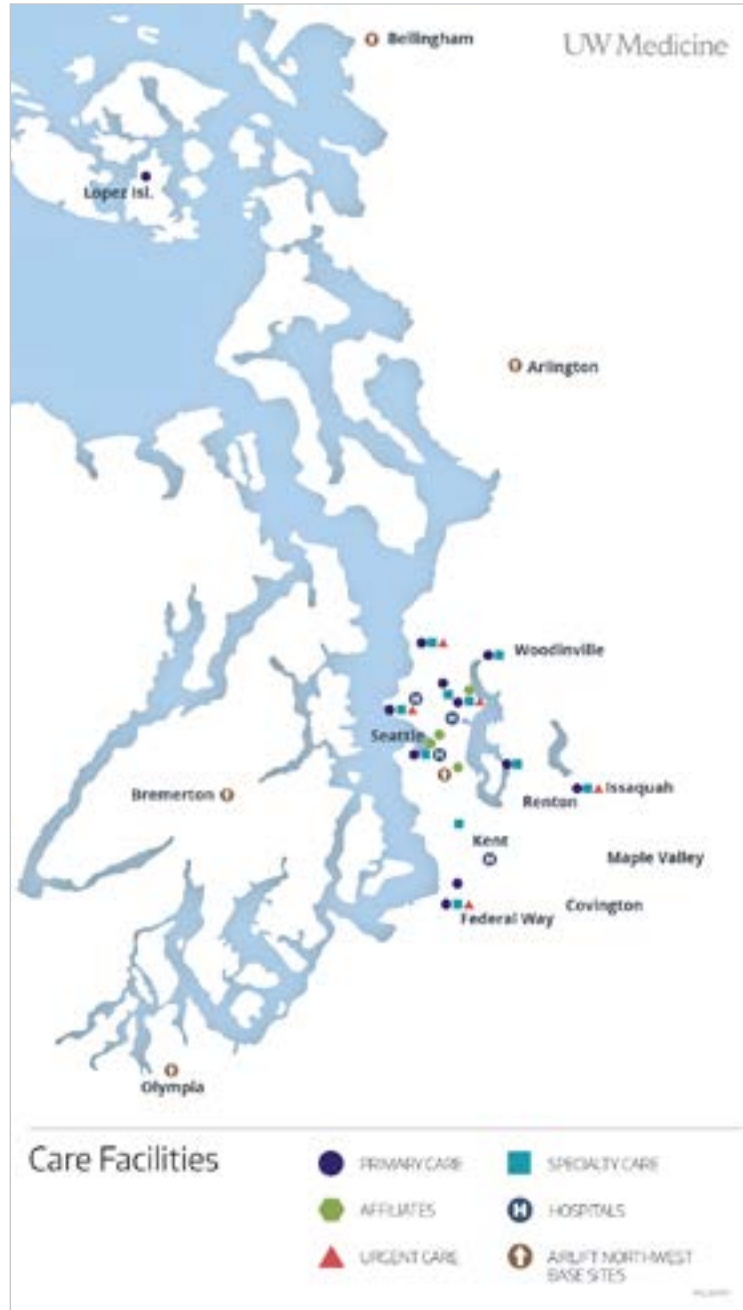 Bellingham
UW Medicine
Lopez Isl.
Arlington
Woodinville
Seattle
Issaquah
Bremerton
Renton
Kent
Maple Valley
Covington
Federal Way
Olympia
Care Facilities
PRIMARY CARE
SPECIALTY CARE
AFFILIATES
H HOSPITALS
URGENT CARE
AIRLIFT NORTHWEST
BASE SITES